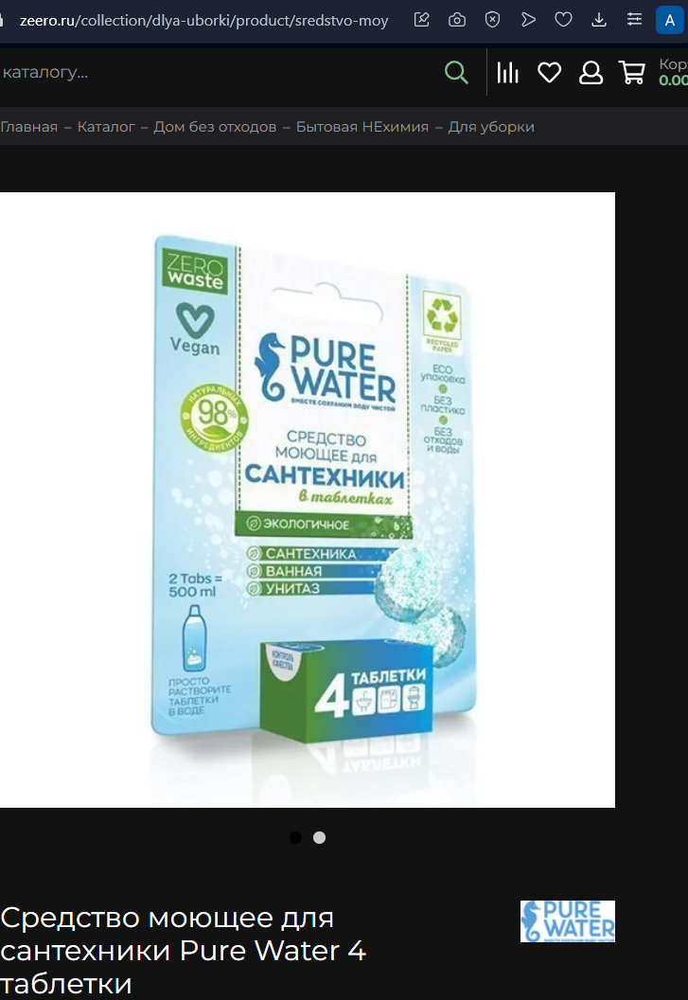 zeero.ru/collection/dlya-uborki/product/sredstvo-moy
A
каталогу...
Кор
0.00
Главная – Каталог – Дом без отходов – Бытовая НЕхимия – Для уборки
ZERO
waste
Vegan
НАТУРАЛЬНЫХ
98%
ИНГРЕДИЕНТОВ
PURE
WATER
ВМЕСТЕ СОХРАНИМ ВОДУ ЧИСТОЙ
СРЕДСТВО
МОЮЩЕЕ для
САНТЕХНИКИ
в таблетках
ЭКОЛОГИЧНОЕ
САНТЕХНИКА
ВАННАЯ
УНИТАЗ
RECYCLED
PAPER
ECO
упаковка
БЕЗ
пластика
БЕЗ
ОТХОДОВ
И ВОДЫ
2 Tabs =
500 ml
ПРОСТО
РАСТВОРИТЕ
ТАБЛЕТКИ
В ВОДЕ
КОНТРОЛЬ
КАЧЕСТВА
4 ТАБЛЕТКИ
Средство моющее для
сантехники Pure Water 4
таблетки
PURE
WATER